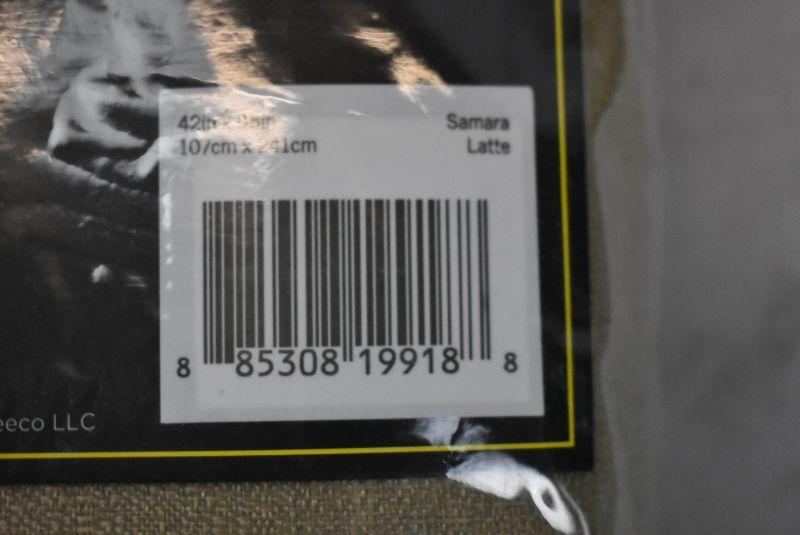 42in x 95in
107cm x 241cm
Samara
Latte
8 85308 19918 8
eeco LLC